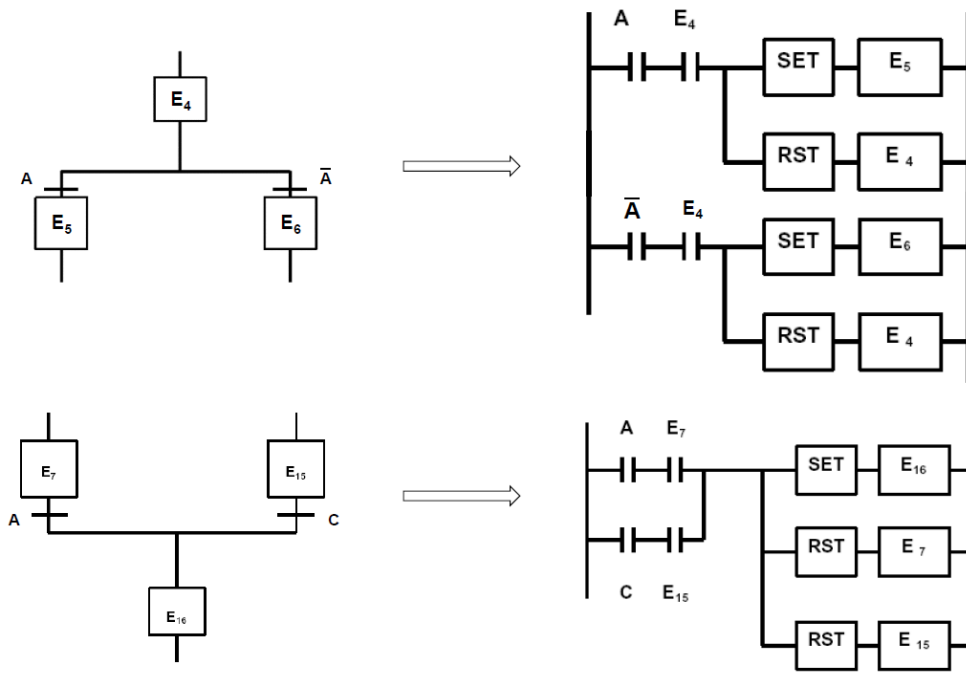 E₄
A
A̅
E₅
E₆
A E₄
SET E₅
RST E ₄
A̅ E₄
SET E₆
RST E ₄
E₇
E₁₅
A
C
E₁₆
A E₇
SET E₁₆
RST E ₇
C E₁₅
RST E ₁₅